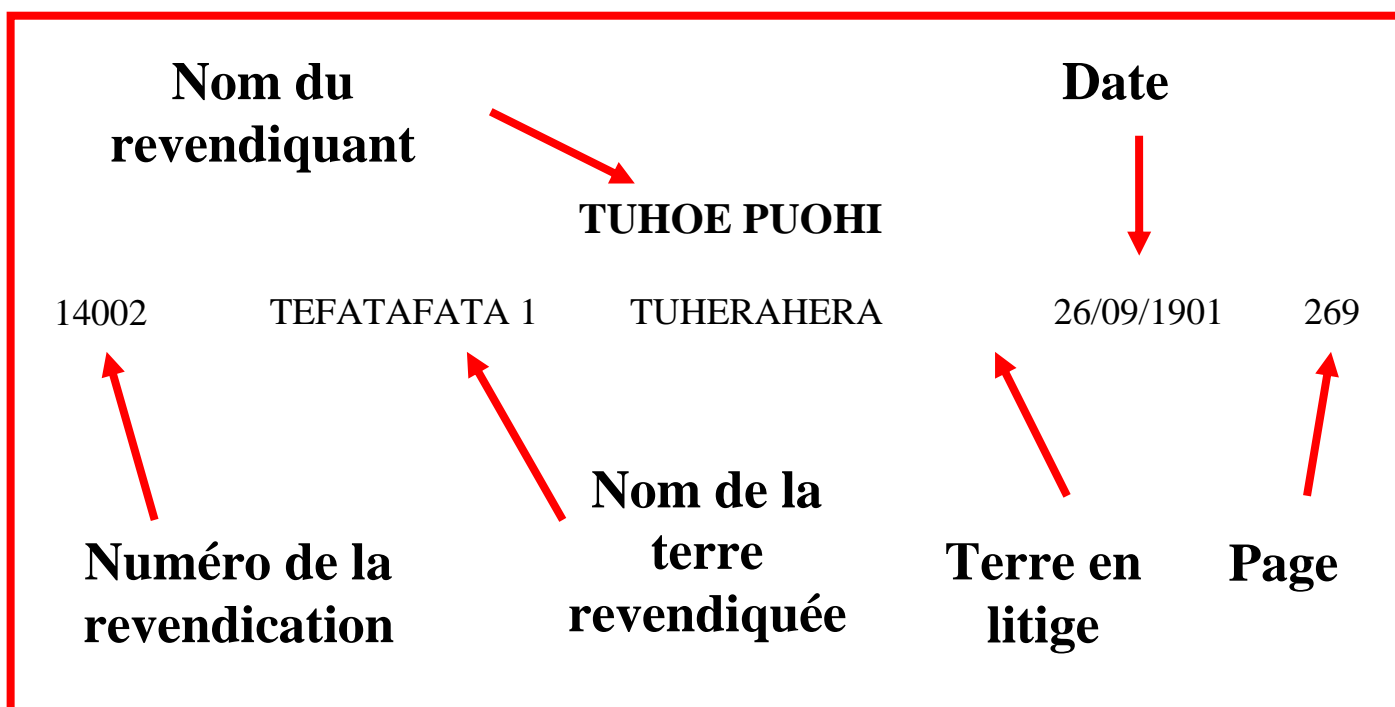 Nom du
revendiquant
Date
TUHOE PUOHI
14002 TEFATAFATA 1 TUHERAHERA 26/09/1901 269
Numéro de la
revendication
Nom de la
terre
revendiquée
Terre en
litige
Page